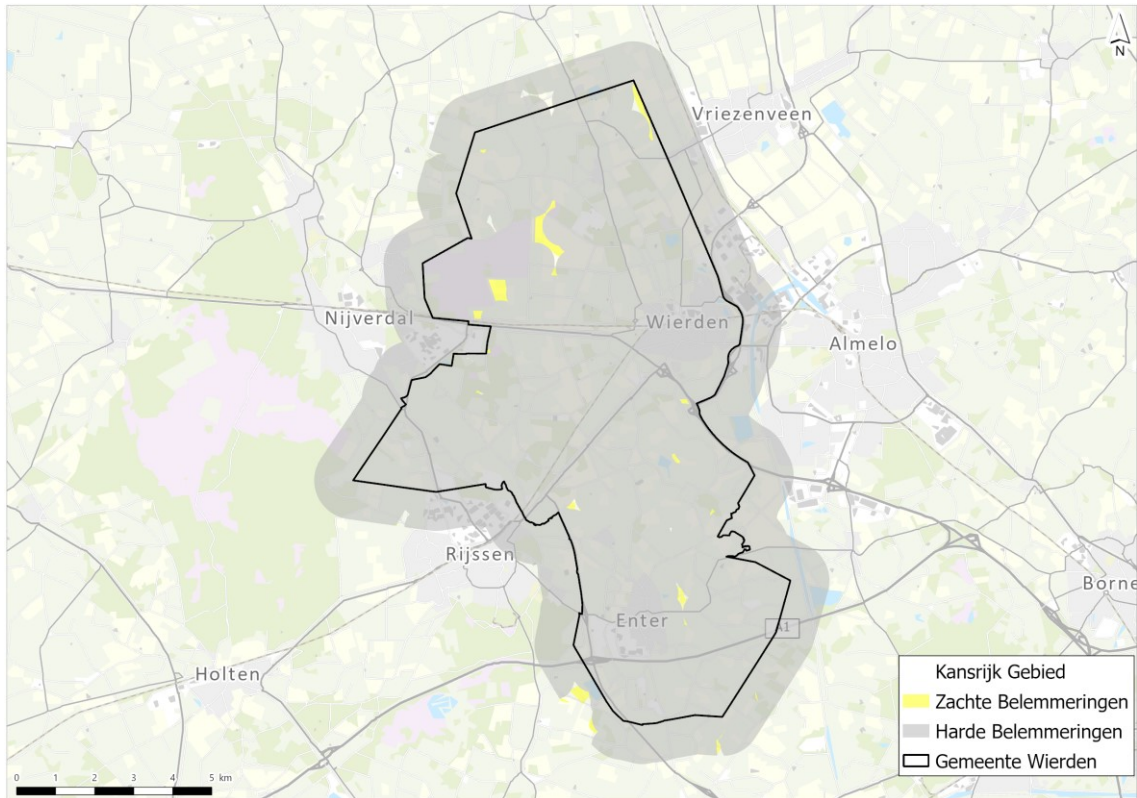 N
Vriezenveen
Nijverdal
Wierden
Almelo
Rijssen
Borne
Enter
A1
Holten
Kansrijk Gebied
Zachte Belemmeringen
Harde Belemmeringen
Gemeente Wierden
0 1 2 3 4 5 km